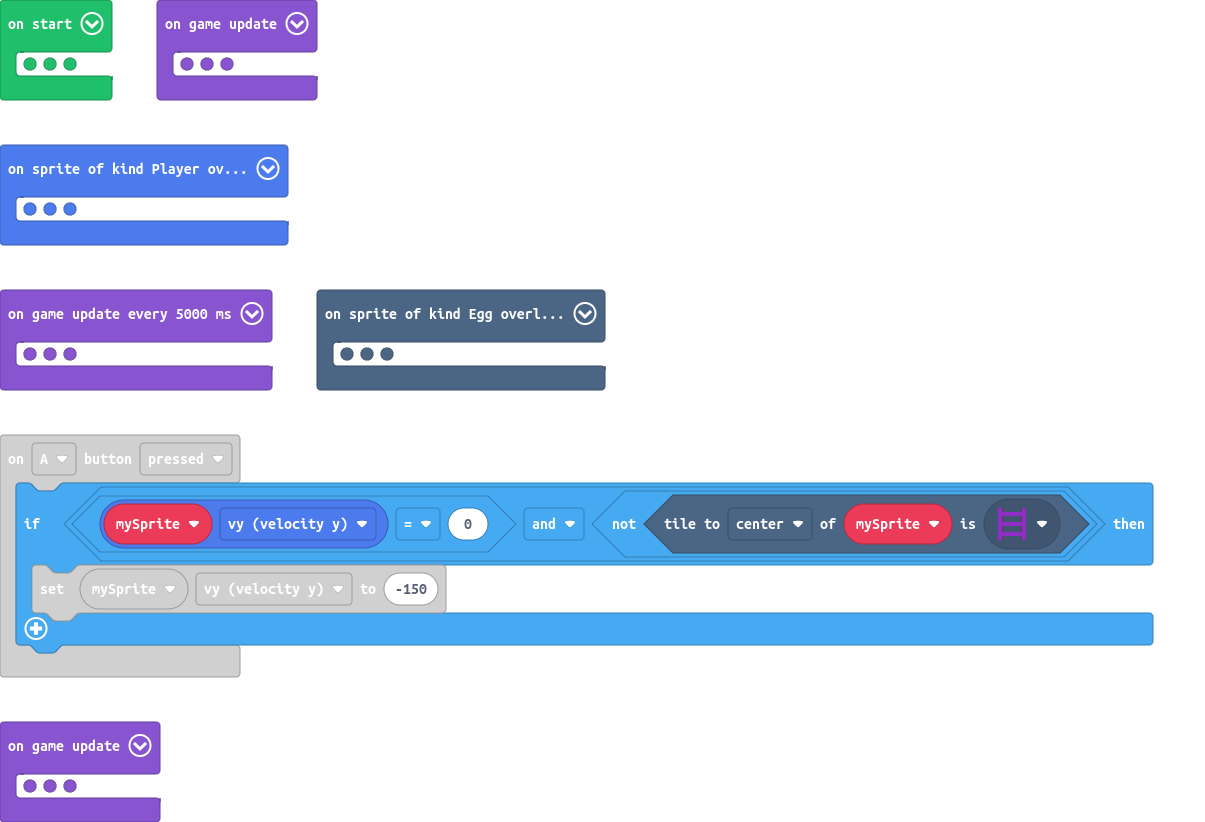 on start
on game update
on sprite of kind Player ov...
on game update every 5000 ms
on sprite of kind Egg overl...
on A button pressed
if mySprite vy (velocity y) = 0 and not tile to center of mySprite is then
set mySprite vy (velocity y) to -150
on game update